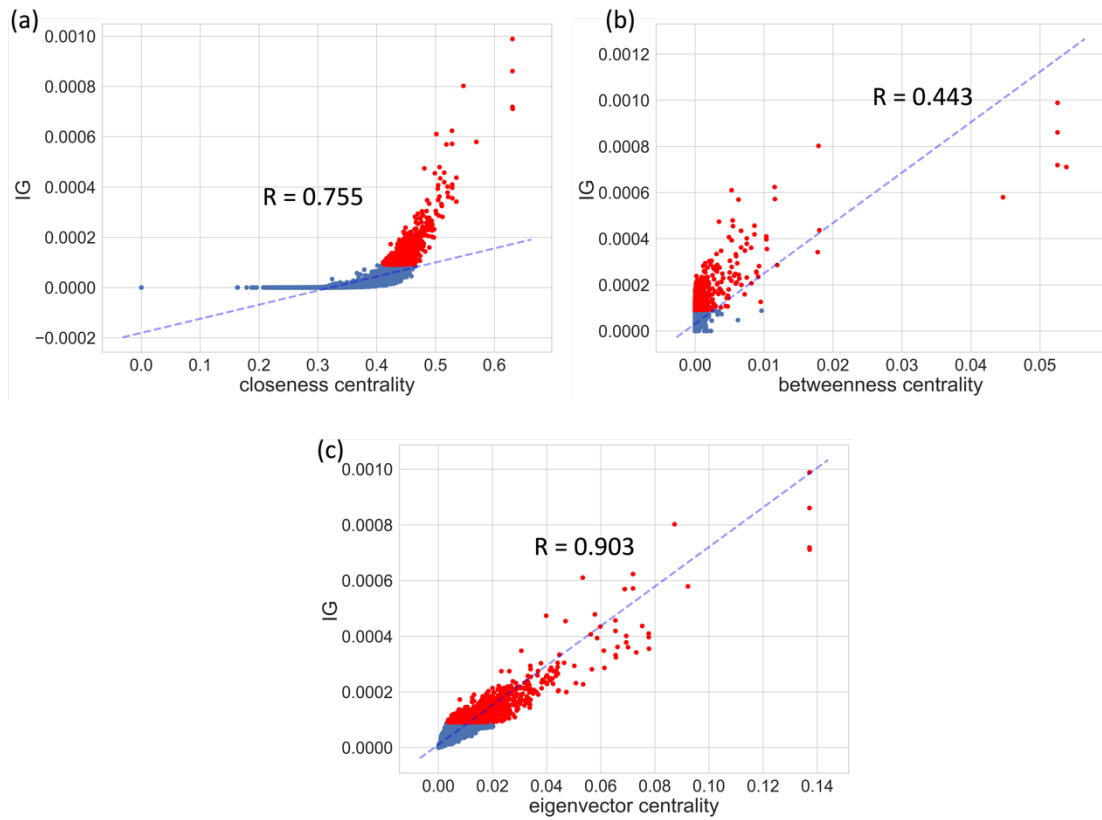 (a)
IG
0.0010
0.0008
0.0006
0.0004
0.0002
0.0000
−0.0002
R = 0.755
0.0 0.1 0.2 0.3 0.4 0.5 0.6
closeness centrality
(b)
IG
0.0012
0.0010
0.0008
0.0006
0.0004
0.0002
0.0000
R = 0.443
0.00 0.01 0.02 0.03 0.04 0.05
betweenness centrality
(c)
IG
0.0010
0.0008
0.0006
0.0004
0.0002
0.0000
R = 0.903
0.00 0.02 0.04 0.06 0.08 0.10 0.12 0.14
eigenvector centrality